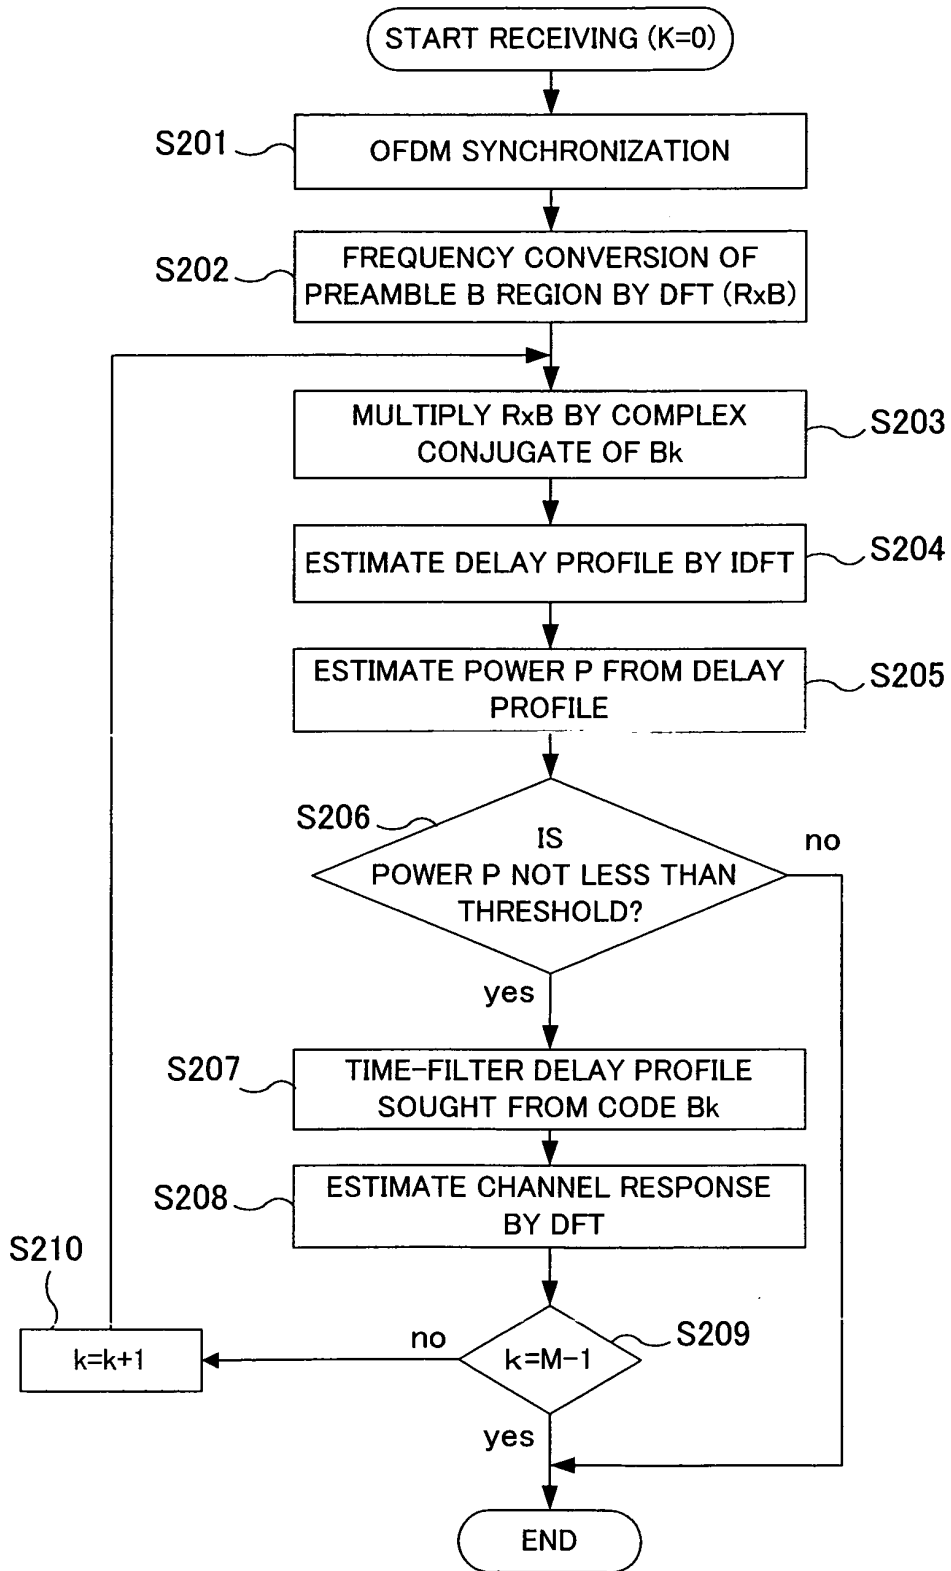 START RECEIVING (K=0)
S201
OFDM SYNCHRONIZATION
S202
FREQUENCY CONVERSION OF
PREAMBLE B REGION BY DFT (RxB)
MULTIPLY RxB BY COMPLEX
CONJUGATE OF Bk
S203
ESTIMATE DELAY PROFILE BY IDFT
S204
ESTIMATE POWER P FROM DELAY
PROFILE
S205
S206
IS
POWER P NOT LESS THAN
THRESHOLD?
no
yes
S207
TIME-FILTER DELAY PROFILE
SOUGHT FROM CODE Bk
S208
ESTIMATE CHANNEL RESPONSE
BY DFT
S210
k=k+1
no
k=M-1
S209
yes
END